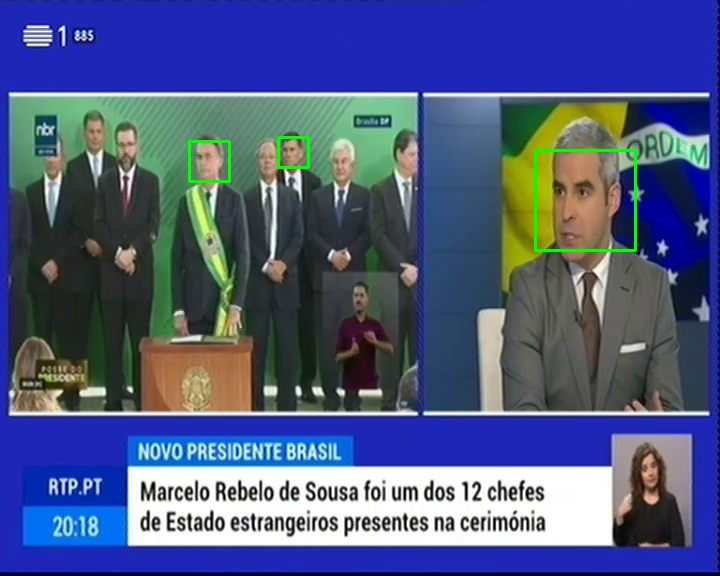 1 885
nbr
Brasília DF
ORDEM
POSSE DO
PRESIDENTE
NOVO PRESIDENTE BRASIL
RTP.PT
Marcelo Rebelo de Sousa foi um dos 12 chefes
20:18
de Estado estrangeiros presentes na cerimónia